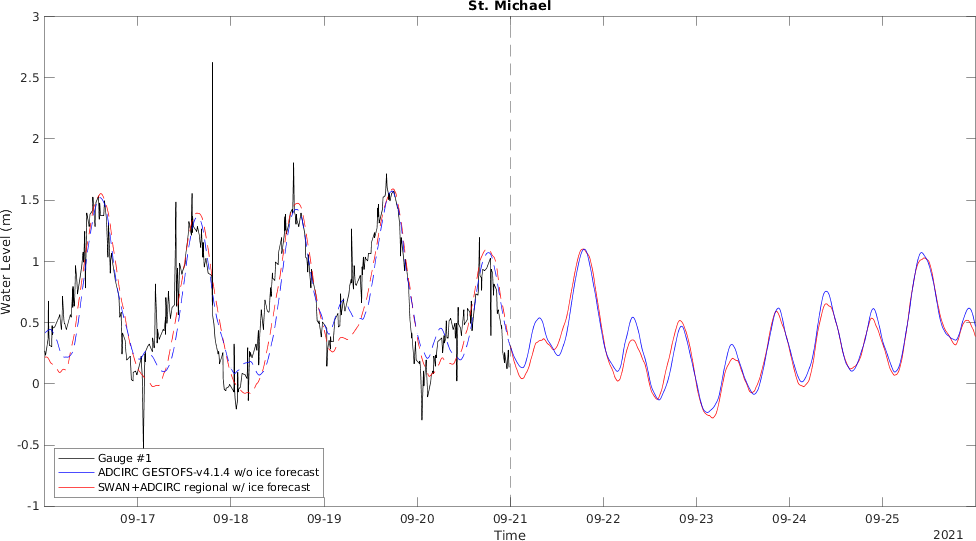 St. Michael
3
2.5
2
1.5
1
0.5
0
-0.5
-1
Water Level (m)
Gauge #1
ADCIRC GESTOFS-v4.1.4 w/o ice forecast
SWAN+ADCIRC regional w/ ice forecast
09-17 09-18 09-19 09-20 09-21 09-22 09-23 09-24 09-25
Time
2021